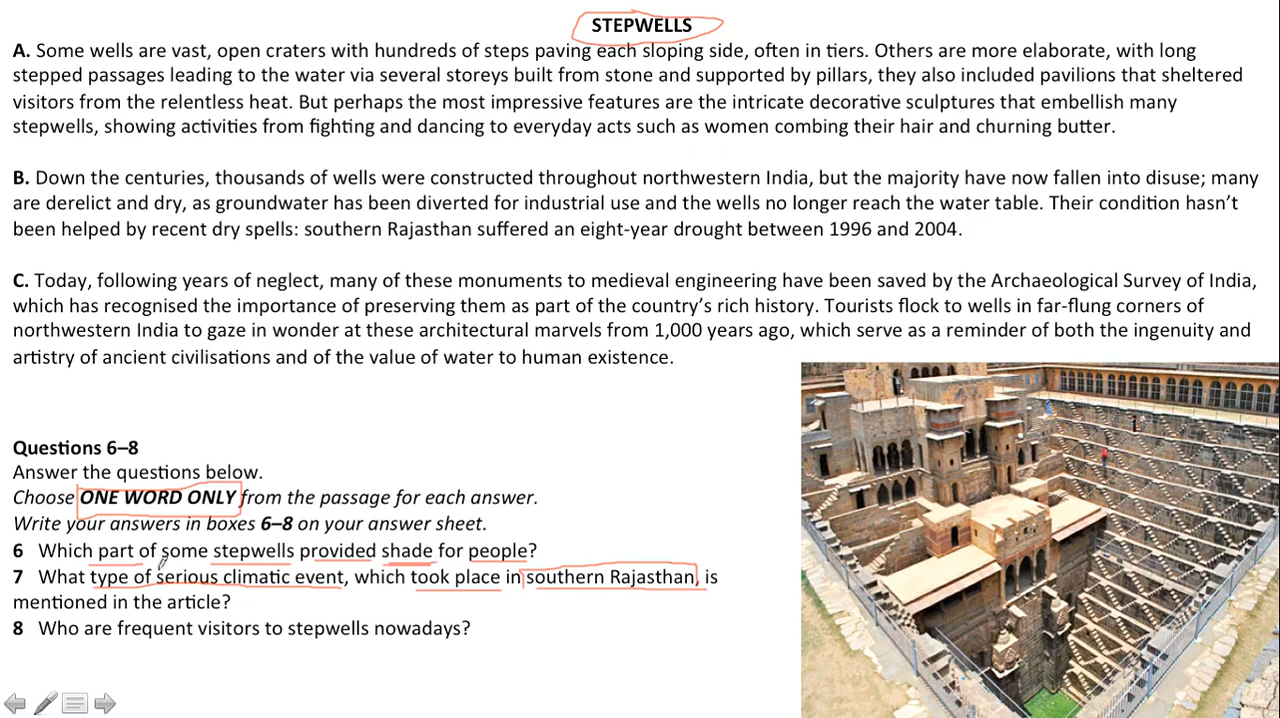 STEPWELLS
A. Some wells are vast, open craters with hundreds of steps paving each sloping side, often in tiers. Others are more elaborate, with long
stepped passages leading to the water via several storeys built from stone and supported by pillars, they also included pavilions that sheltered
visitors from the relentless heat. But perhaps the most impressive features are the intricate decorative sculptures that embellish many
stepwells, showing activities from fighting and dancing to everyday acts such as women combing their hair and churning butter.
B. Down the centuries, thousands of wells were constructed throughout northwestern India, but the majority have now fallen into disuse; many
are derelict and dry, as groundwater has been diverted for industrial use and the wells no longer reach the water table. Their condition hasn’t
been helped by recent dry spells: southern Rajasthan suffered an eight-year drought between 1996 and 2004.
C. Today, following years of neglect, many of these monuments to medieval engineering have been saved by the Archaeological Survey of India,
which has recognised the importance of preserving them as part of the country’s rich history. Tourists flock to wells in far-flung corners of
northwestern India to gaze in wonder at these architectural marvels from 1,000 years ago, which serve as a reminder of both the ingenuity and
artistry of ancient civilisations and of the value of water to human existence.
Questions 6–8
Answer the questions below.
Choose ONE WORD ONLY from the passage for each answer.
Write your answers in boxes 6–8 on your answer sheet.
6 Which part of some stepwells provided shade for people?
7 What type of serious climatic event, which took place in southern Rajasthan, is
mentioned in the article?
8 Who are frequent visitors to stepwells nowadays?